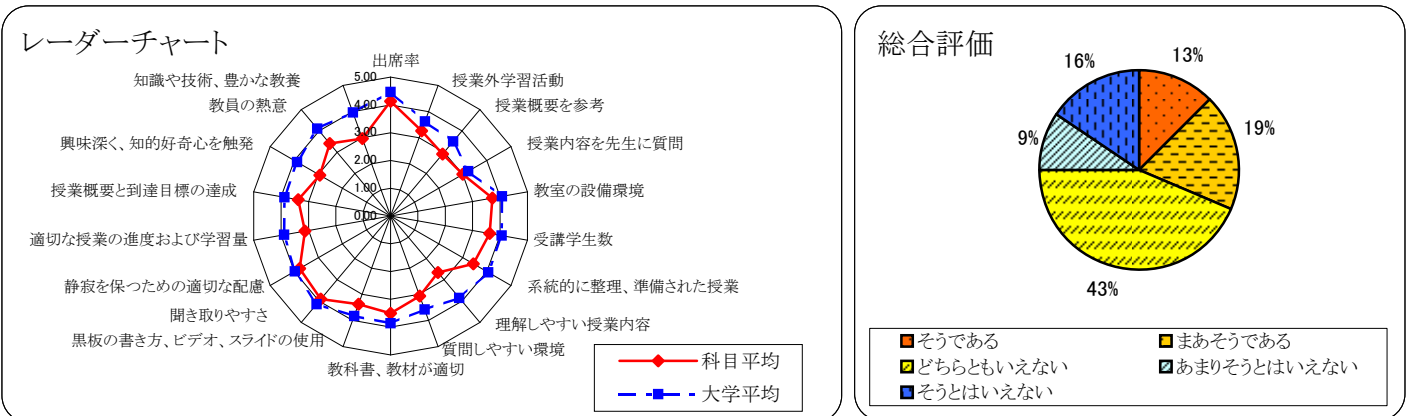 レーダーチャート
出席率
授業外学習活動
授業概要を参考
授業内容を先生に質問
教室の設備環境
受講学生数
系統的に整理、準備された授業
理解しやすい授業内容
質問しやすい環境
教科書、教材が適切
黒板の書き方、ビデオ、スライドの使用
聞き取りやすさ
静寂を保つための適切な配慮
適切な授業の進度および学習量
授業概要と到達目標の達成
興味深く、知的好奇心を触発
教員の熱意
知識や技術、豊かな教養
5.00
4.00
3.00
2.00
1.00
0.00
科目平均
大学平均
総合評価
13%
19%
43%
9%
16%
そうである
まあそうである
どちらともいえない
あまりそうとはいえない
そうとはいえない